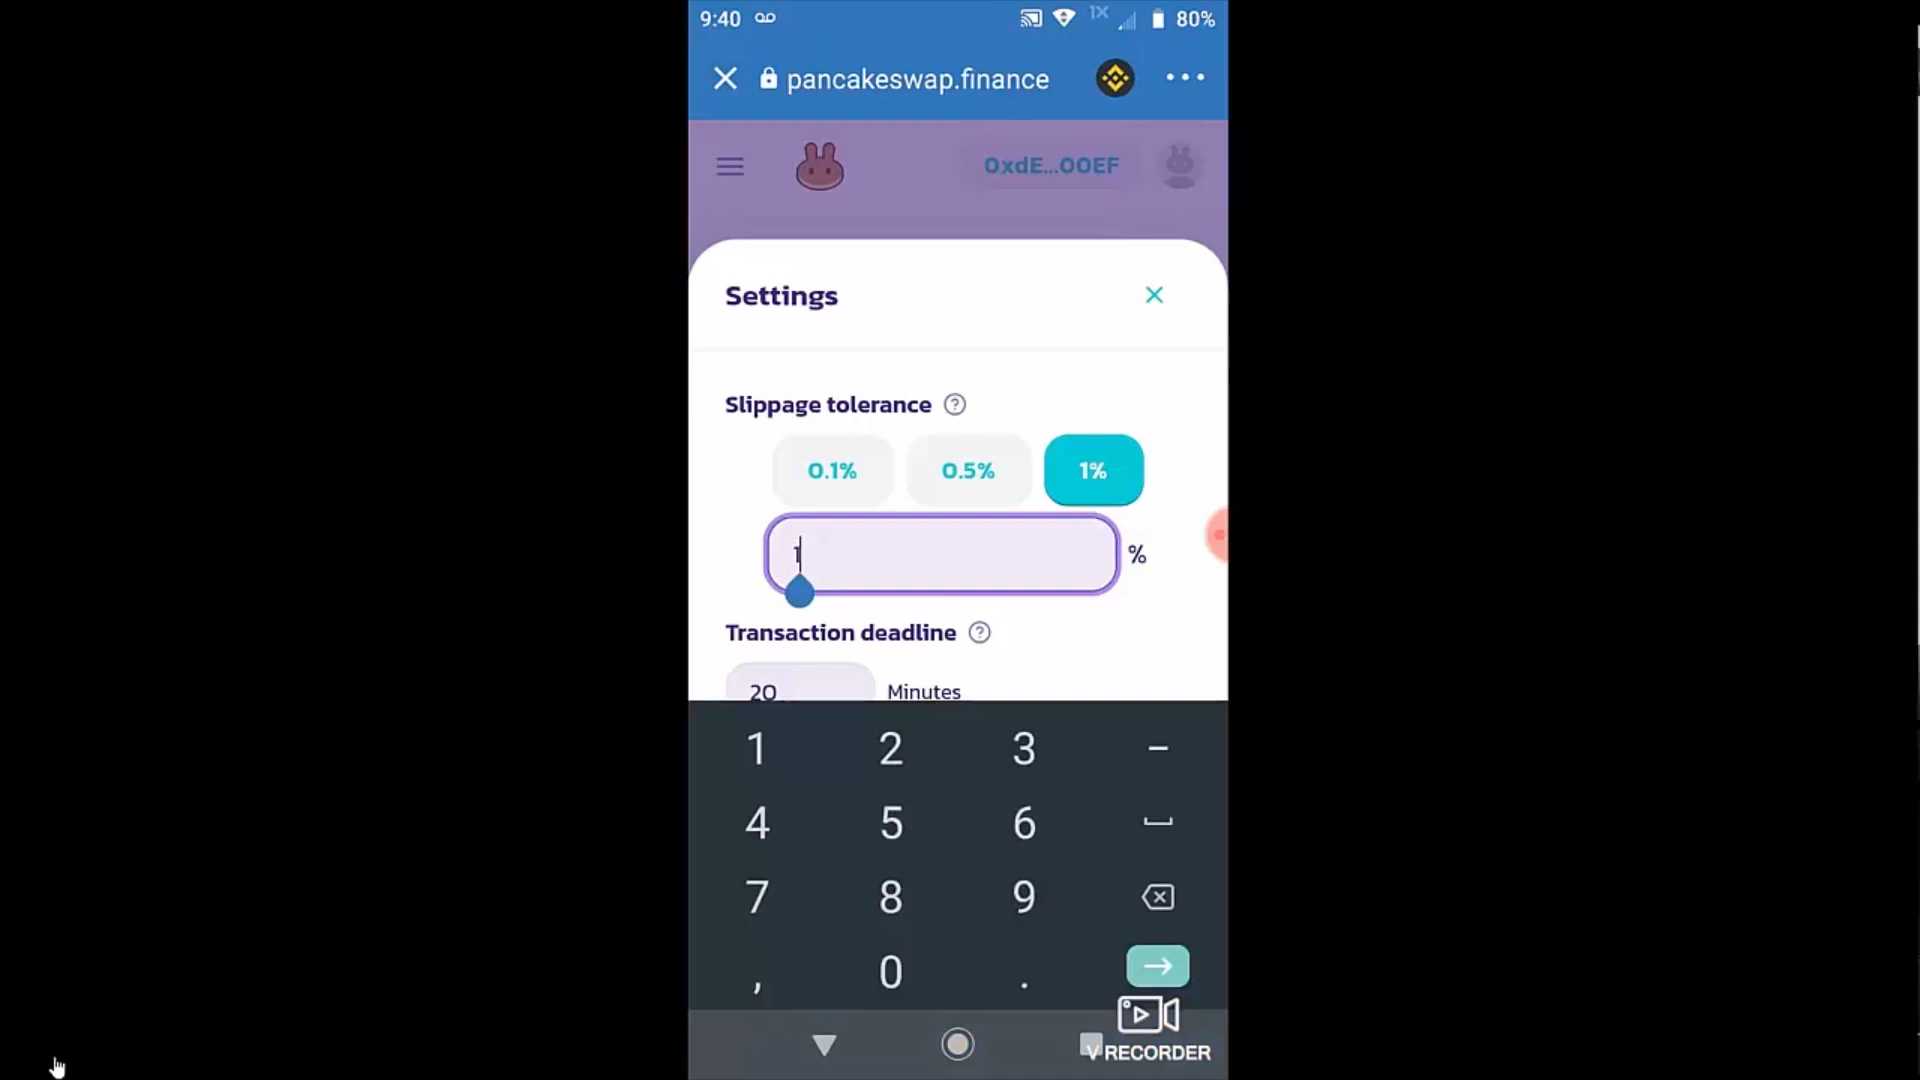 9:40 1X 80%
pancakeswap.finance
0xdE...00EF
Settings
Slippage tolerance ?
0.1% 0.5% 1%
1 %
Transaction deadline ?
20 Minutes
1 2 3 –
4 5 6
7 8 9
, 0 .
V RECORDER